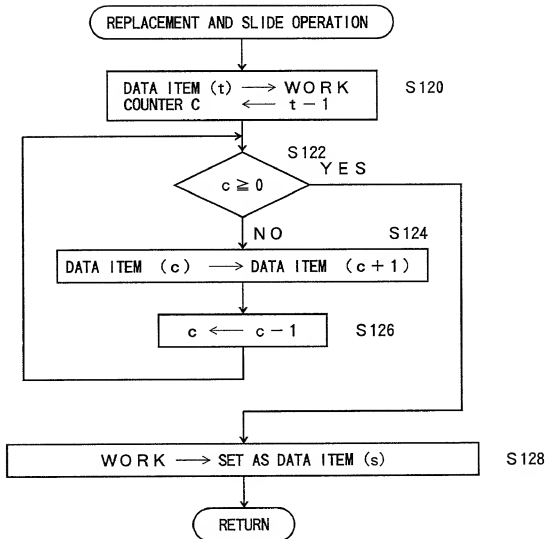 REPLACEMENT AND SLIDE OPERATION
DATA ITEM (t) → WORK
COUNTER C ← t-1
S120
S122
YES
c ≧ 0
NO
S124
DATA ITEM (c) → DATA ITEM (c+1)
c ← c-1
S126
WORK → SET AS DATA ITEM (s)
S128
RETURN